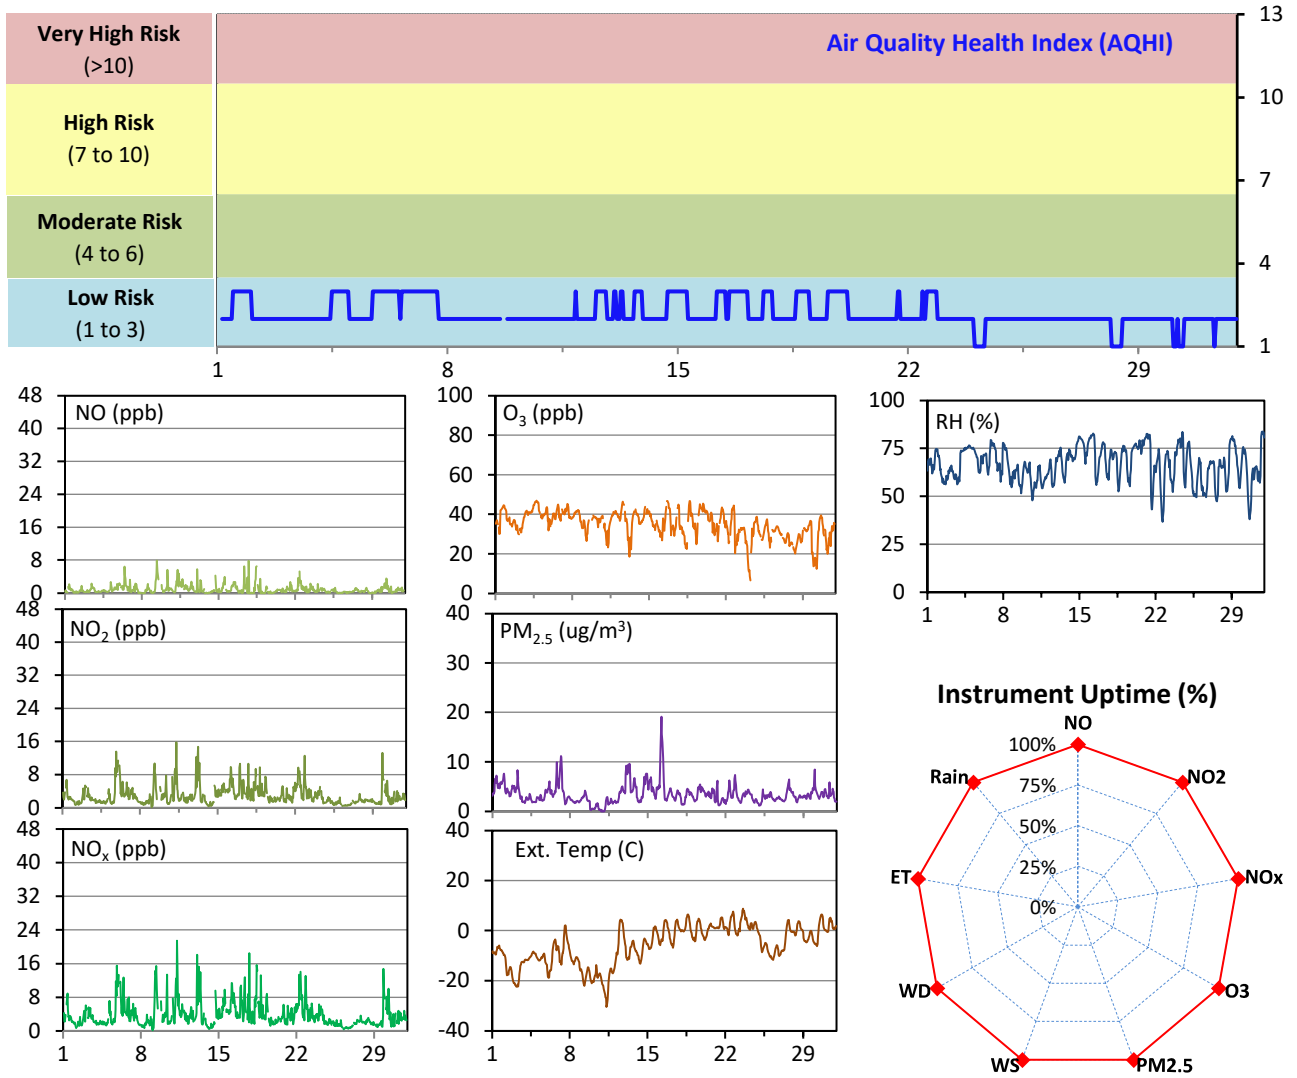 Very High Risk
(>10)
High Risk
(7 to 10)
Moderate Risk
(4 to 6)
Low Risk
(1 to 3)
Air Quality Health Index (AQHI)
13
10
7
4
1
1 8 15 22 29
NO (ppb)
48
40
32
24
16
8
0
O3 (ppb)
100
80
60
40
20
0
RH (%)
100
75
50
25
0
1 8 15 22 29
NO2 (ppb)
48
40
32
24
16
8
0
PM2.5 (ug/m³)
40
30
20
10
0
NOx (ppb)
48
40
32
24
16
8
0
1 8 15 22 29
Ext. Temp (C)
40
20
0
-20
-40
1 8 15 22 29
Instrument Uptime (%)
NO
NO2
NOx
O3
PM2.5
WS
WD
ET
Rain
100%
75%
50%
25%
0%